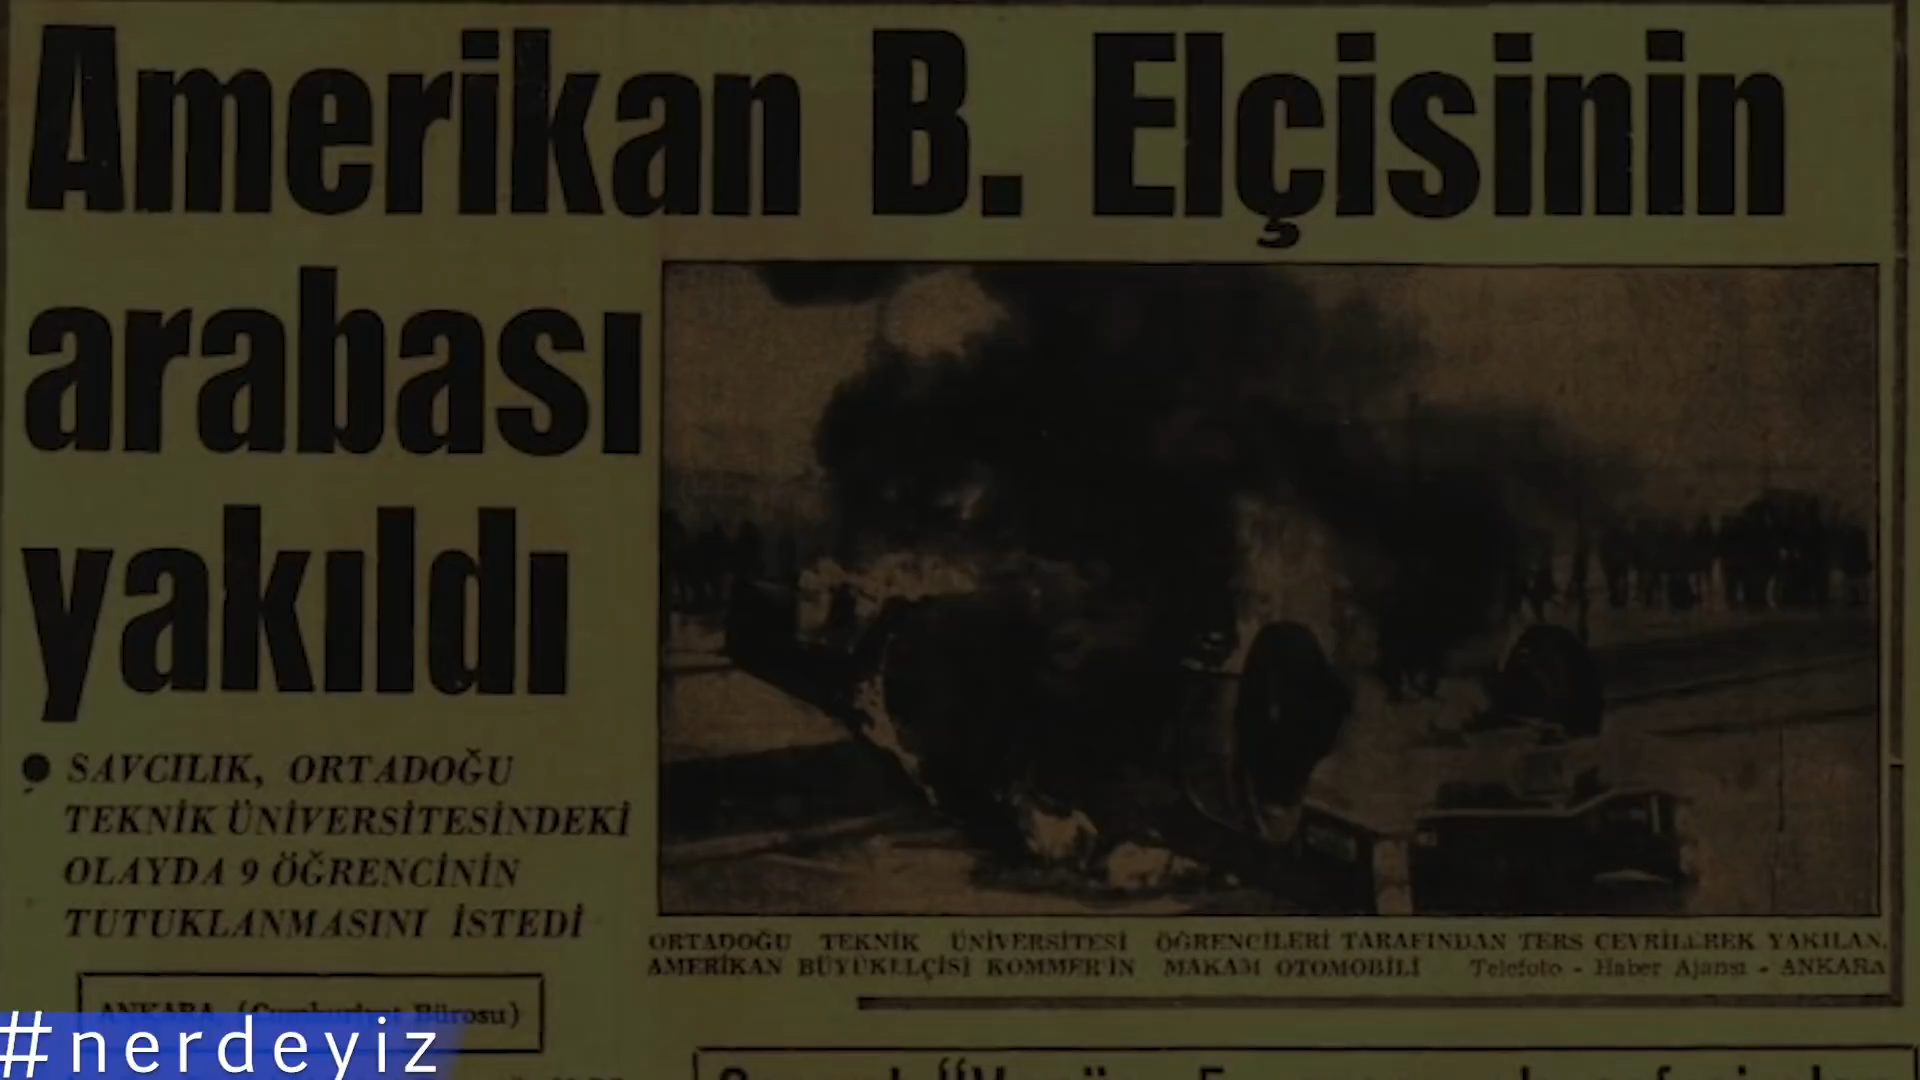 Amerikan B. Elçisinin
arabası
yakıldı
● SAVCILIK, ORTADOĞU
TEKNİK ÜNİVERSİTESİNDEKİ
OLAYDA 9 ÖĞRENCİNİN
TUTUKLANMASINI İSTEDİ
ORTADOĞU TEKNİK ÜNİVERSİTESİ ÖĞRENCİLERİ TARAFINDAN TERS ÇEVRİLEREK YAKILAN,
AMERİKAN BÜYÜKELÇİSİ KOMMER'İN MAKAM OTOMOBİLİ Telefoto - Haber Ajansı - ANKARA
ANKARA, (Cumhuriyet Bürosu)
#nerdeyiz